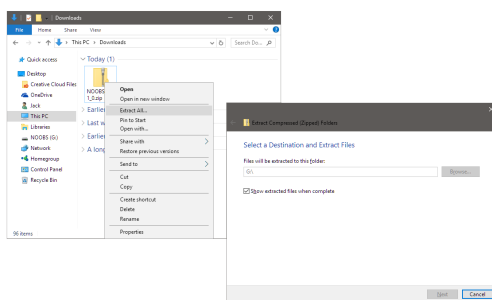 Downloads
File Home Share View
This PC > Downloads
Search Do...
Quick access
Today (1)
Desktop
Creative Cloud Files
OneDrive
Jack
This PC
Libraries
NOOBS (G:)
Network
Homegroup
Control Panel
Recycle Bin
NOOBS
1_0.zip
Earlie
Last w
Earlie
A long
Open
Open in new window
Extract All...
Pin to Start
Open with...
Share with
Restore previous versions
Send to
Cut
Copy
Create shortcut
Delete
Rename
Properties
96 items
Extract Compressed (Zipped) Folders
Select a Destination and Extract Files
Files will be extracted to this folder:
G:\
Browse...
Show extracted files when complete
Next
Cancel